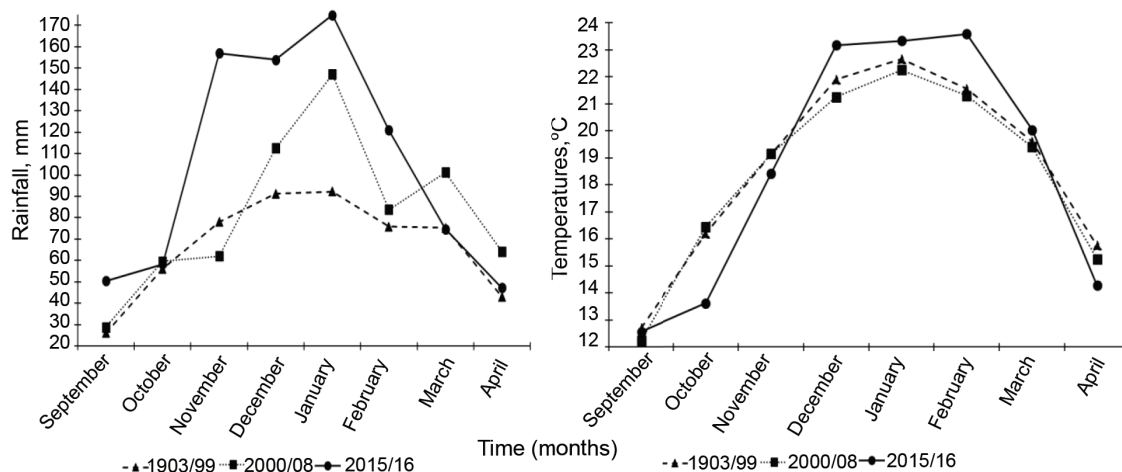 Rainfall, mm
170
160
150
140
130
120
110
100
90
80
70
60
50
40
30
20
September
October
November
December
January
February
March
April
1903/99
2000/08
2015/16
Temperatures,ºC
24
23
22
21
20
19
18
17
16
15
14
13
12
September
October
November
December
January
February
March
April
1903/99
2000/08
2015/16
Time (months)